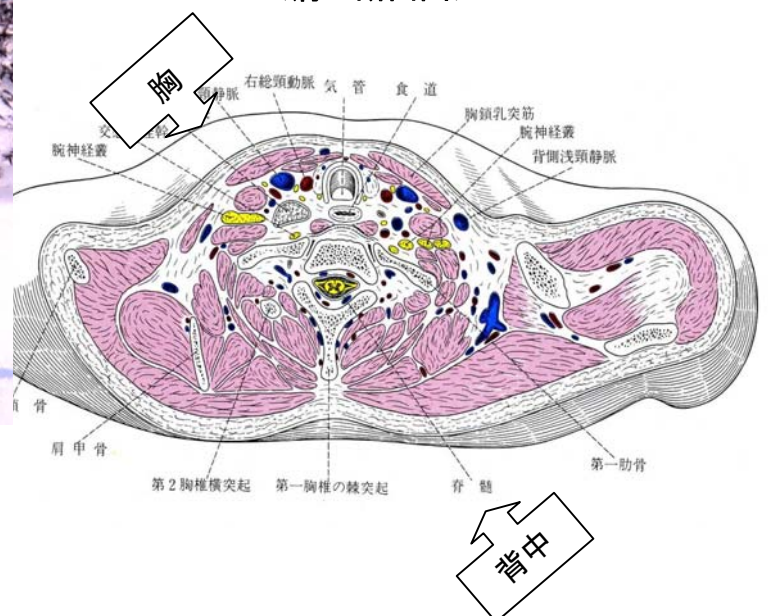 胸
頸静脈
右総頸動脈
気管
食道
胸鎖乳突筋
腕神経叢
背側浅頸静脈
腕神経叢
骨
肩甲骨
第2胸椎横突起
第一胸椎の棘突起
脊髄
第一肋骨
背中